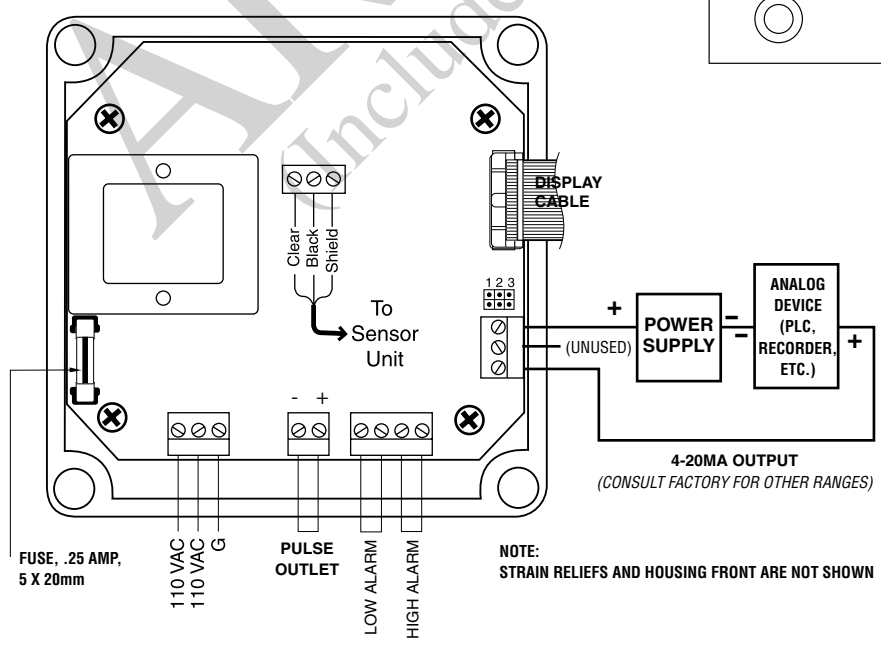 (Includ
DISPLAY
CABLE
Clear
Black
Shield
To
Sensor
Unit
1 2 3
+
POWER
SUPPLY
–
–
ANALOG
DEVICE
(PLC,
RECORDER,
ETC.)
+
(UNUSED)
- +
4-20MA OUTPUT
(CONSULT FACTORY FOR OTHER RANGES)
FUSE, .25 AMP,
5 X 20mm
110 VAC
110 VAC
G
PULSE
OUTLET
LOW ALARM
HIGH ALARM
NOTE:
STRAIN RELIEFS AND HOUSING FRONT ARE NOT SHOWN